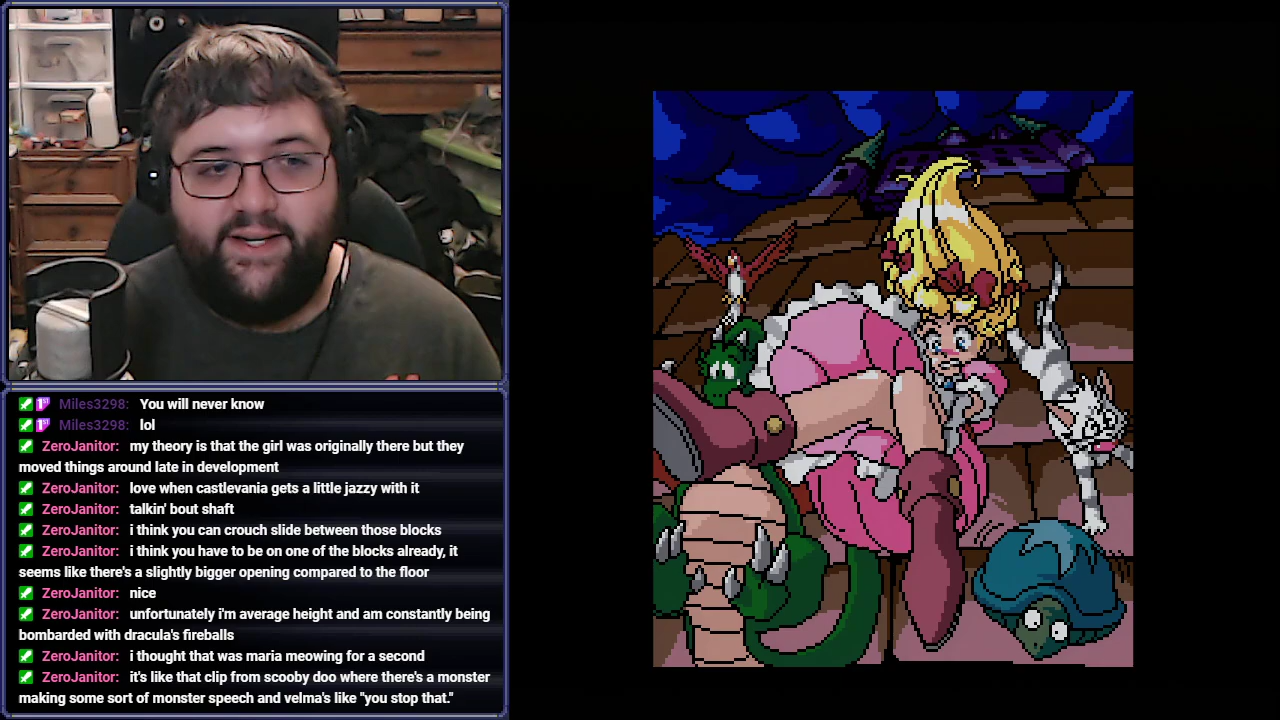 Miles3298: You will never know
Miles3298: lol
ZeroJanitor: my theory is that the girl was originally there but they
moved things around late in development
ZeroJanitor: love when castlevania gets a little jazzy with it
ZeroJanitor: talkin' bout shaft
ZeroJanitor: i think you can crouch slide between those blocks
ZeroJanitor: i think you have to be on one of the blocks already, it
seems like there's a slightly bigger opening compared to the floor
ZeroJanitor: nice
ZeroJanitor: unfortunately i'm average height and am constantly being
bombarded with dracula's fireballs
ZeroJanitor: i thought that was maria meowing for a second
ZeroJanitor: it's like that clip from scooby doo where there's a monster
making some sort of monster speech and velma's like "you stop that."